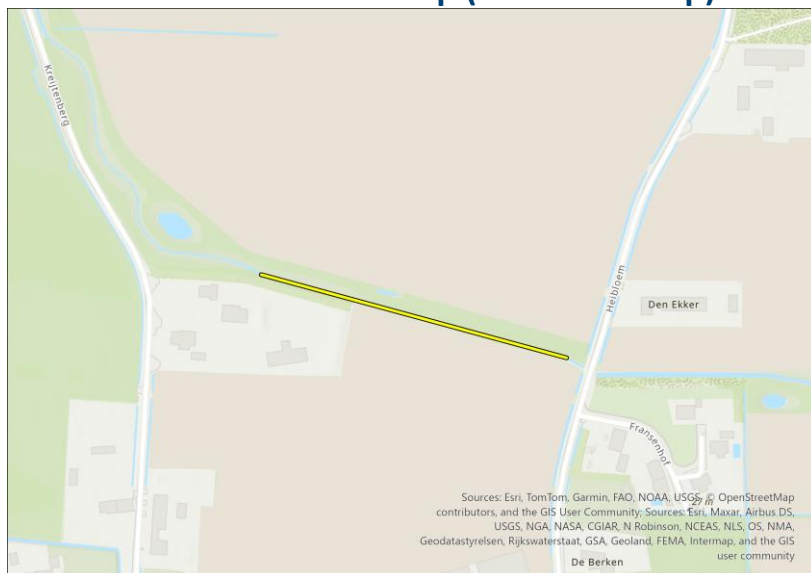 Kreijtenberg
Heibloem
Den Ekker
Fransenhof
27 m
Sources: Esri, TomTom, Garmin, FAO, NOAA, USGS, © OpenStreetMap
contributors, and the GIS User Community; Sources: Esri, Maxar, Airbus DS,
USGS, NGA, NASA, CGIAR, N Robinson, NCEAS, NLS, OS, NMA,
Geodatastyrelsen, Rijkswaterstaat, GSA, Geoland, FEMA, Intermap, and the GIS
user community
De Berken